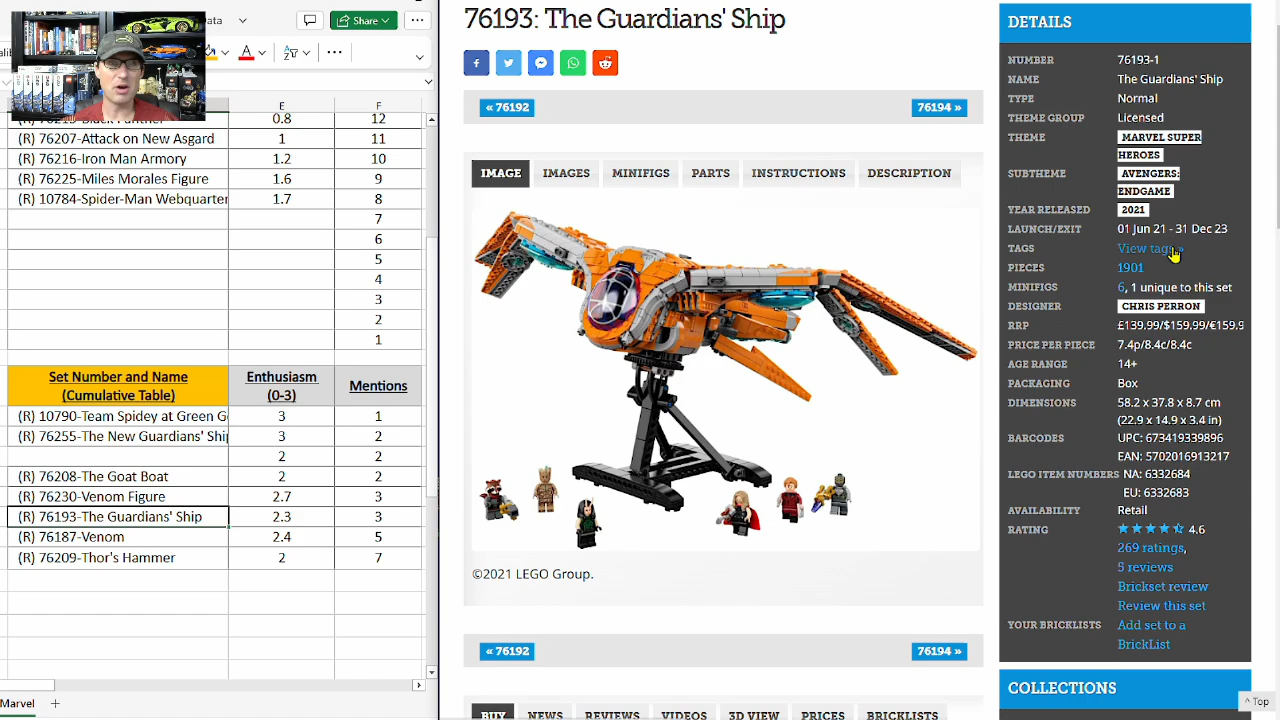 Data
Share
E
F
(R) 76215-Black Panther 0.8 12
(R) 76207-Attack on New Asgard 1 11
(R) 76216-Iron Man Armory 1.2 10
(R) 76225-Miles Morales Figure 1.6 9
(R) 10784-Spider-Man Webquarter 1.7 8
7
6
5
4
3
2
1
Set Number and Name
(Cumulative Table)
Enthusiasm
(0-3)
Mentions
(R) 10790-Team Spidey at Green G 3 1
(R) 76255-The New Guardians' Shi 3 2
2 2
(R) 76208-The Goat Boat 2 2
(R) 76230-Venom Figure 2.7 3
(R) 76193-The Guardians' Ship 2.3 3
(R) 76187-Venom 2.4 5
(R) 76209-Thor's Hammer 2 7
Marvel
76193: The Guardians' Ship
« 76192
76194 »
IMAGE
IMAGES
MINIFIGS
PARTS
INSTRUCTIONS
DESCRIPTION
©2021 LEGO Group.
« 76192
76194 »
BUY
NEWS
REVIEWS
VIDEOS
3D VIEW
PRICES
BRICKLISTS
DETAILS
NUMBER 76193-1
NAME The Guardians' Ship
TYPE Normal
THEME GROUP Licensed
THEME MARVEL SUPER
HEROES
SUBTHEME AVENGERS:
ENDGAME
YEAR RELEASED 2021
LAUNCH/EXIT 01 Jun 21 - 31 Dec 23
TAGS View tags »
PIECES 1901
MINIFIGS 6, 1 unique to this set
DESIGNER CHRIS PERRON
RRP £139.99/$159.99/€159.9
PRICE PER PIECE 7.4p/8.4c/8.4c
AGE RANGE 14+
PACKAGING Box
DIMENSIONS 58.2 x 37.8 x 8.7 cm
(22.9 x 14.9 x 3.4 in)
BARCODES UPC: 673419339896
EAN: 5702016913217
LEGO ITEM NUMBERS NA: 6332684
EU: 6332683
AVAILABILITY Retail
RATING 4.6
269 ratings,
5 reviews
Brickset review
Review this set
YOUR BRICKLISTS Add set to a
BrickList
COLLECTIONS
^ Top